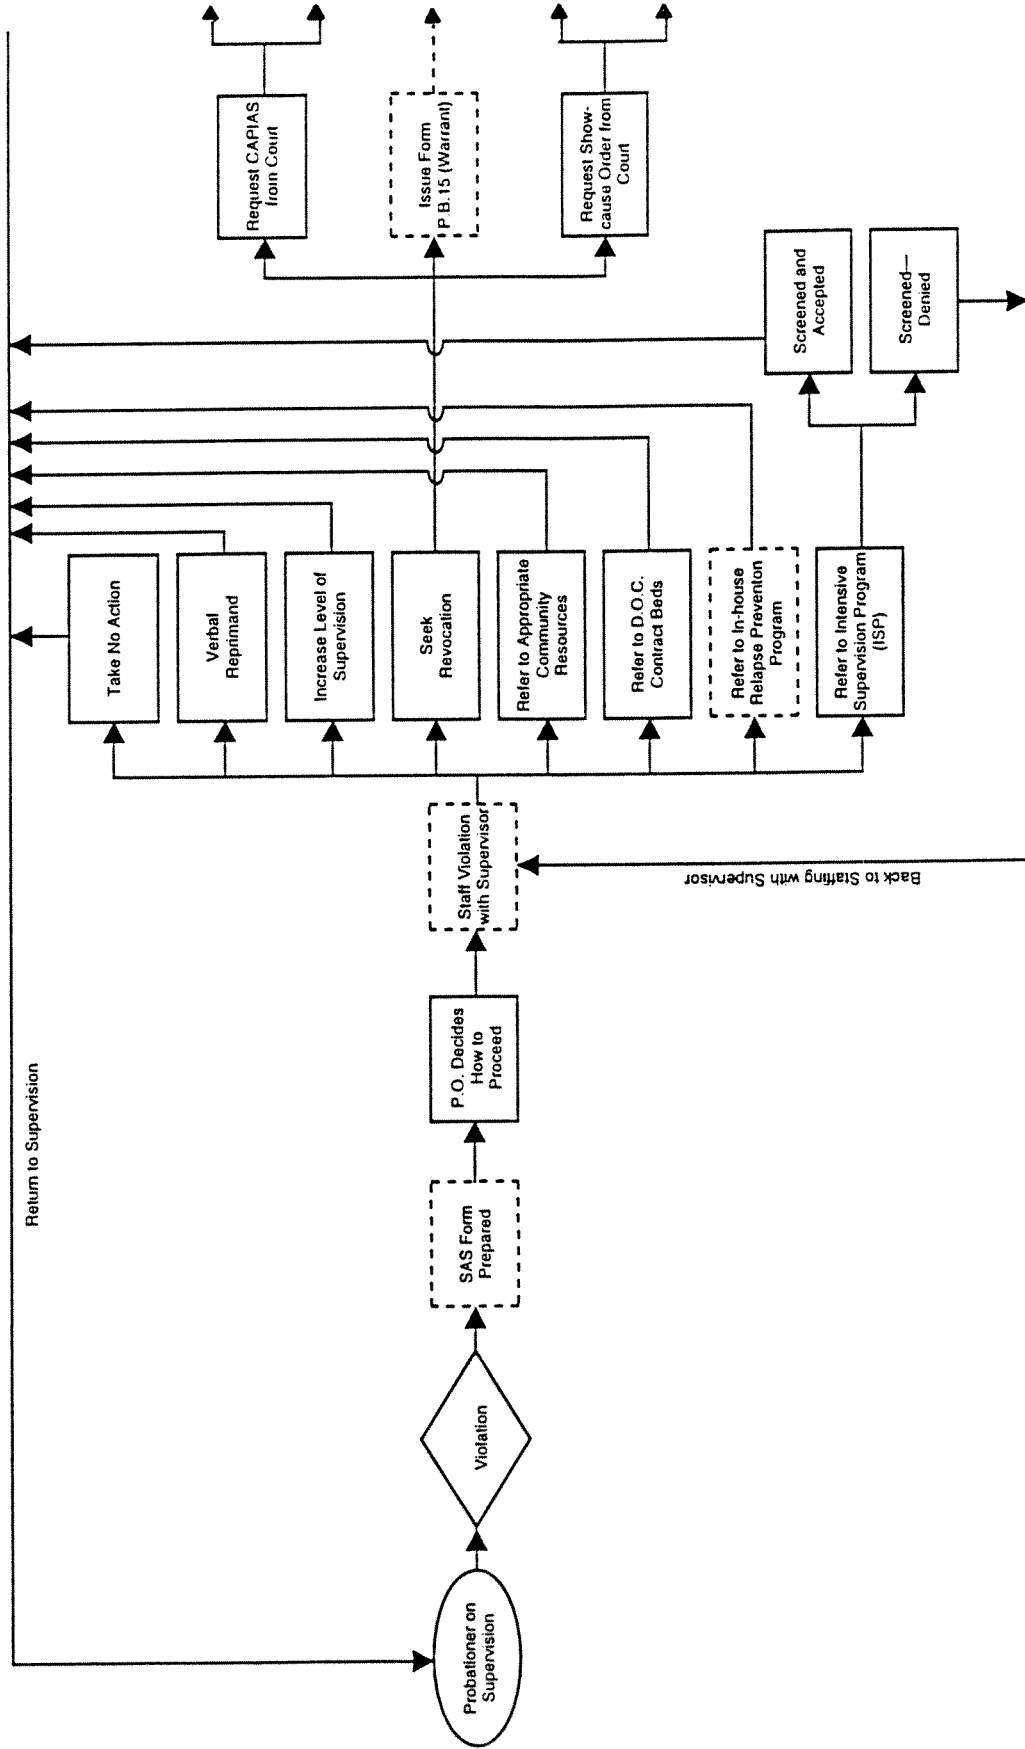 Return to Supervision
Probationer on
Supervision
Violation
SAS Form
Prepared
P.O. Decides
How to
Proceed
Staff Violation
with Supervisor
Back to Staffing with Supervisor
Take No Action
Verbal
Reprimand
Increase Level of
Supervision
Seek
Revocation
Refer to Appropriate
Community
Resources
Refer to D.O.C.
Contract Beds
Refer to In-house
Relapse Preventon
Program
Refer to Intensive
Supervision Program
(ISP)
Screened and
Accepted
Screened—
Denied
Request CAPIAS
from Court
Issue Form
P.B.15 (Warrant)
Request Show-
cause Order from
Court